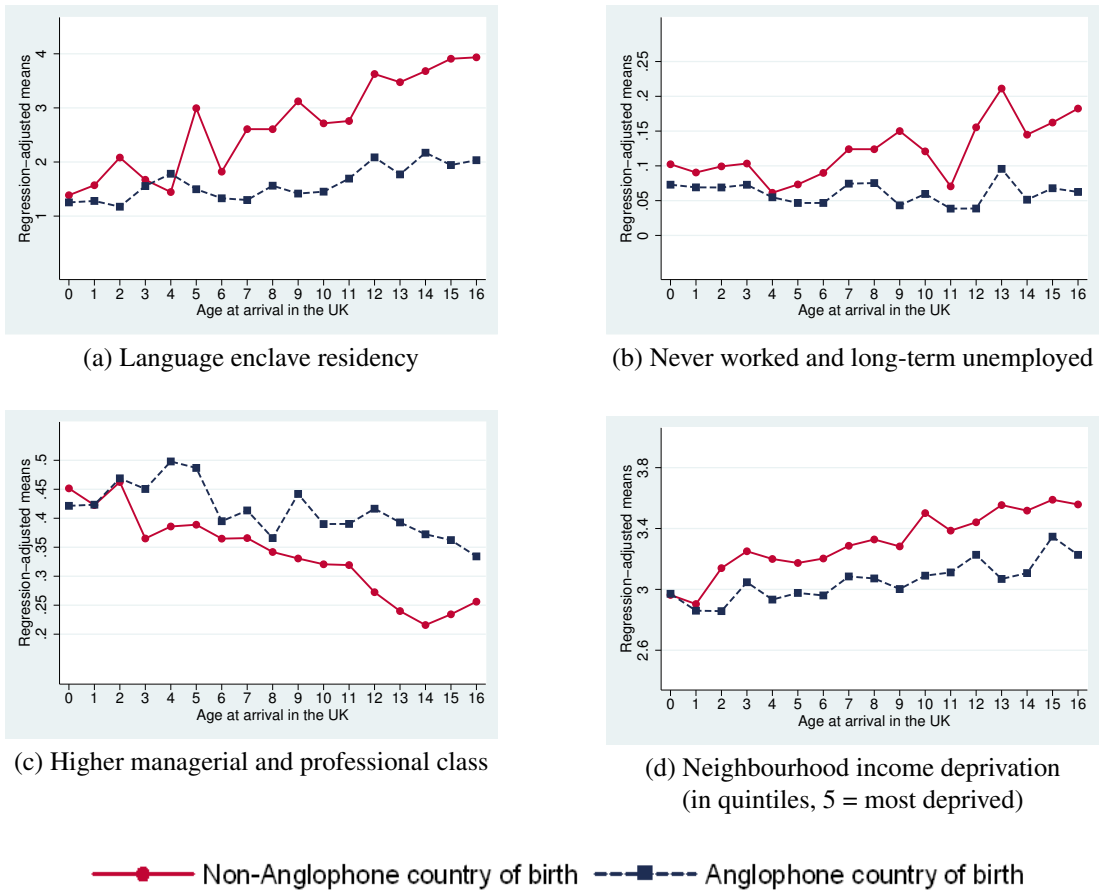 Regression−adjusted means
4
3
2
1
0 1 2 3 4 5 6 7 8 9 10 11 12 13 14 15 16
Age at arrival in the UK
(a) Language enclave residency
Regression−adjusted means
.25
.2
.15
.1
.05
0
0 1 2 3 4 5 6 7 8 9 10 11 12 13 14 15 16
Age at arrival in the UK
(b) Never worked and long-term unemployed
Regression−adjusted means
.5
.45
.4
.35
.3
.25
.2
0 1 2 3 4 5 6 7 8 9 10 11 12 13 14 15 16
Age at arrival in the UK
(c) Higher managerial and professional class
Regression−adjusted means
3.8
3.4
3
2.6
0 1 2 3 4 5 6 7 8 9 10 11 12 13 14 15 16
Age at arrival in the UK
(d) Neighbourhood income deprivation
(in quintiles, 5 = most deprived)
Non-Anglophone country of birth Anglophone country of birth